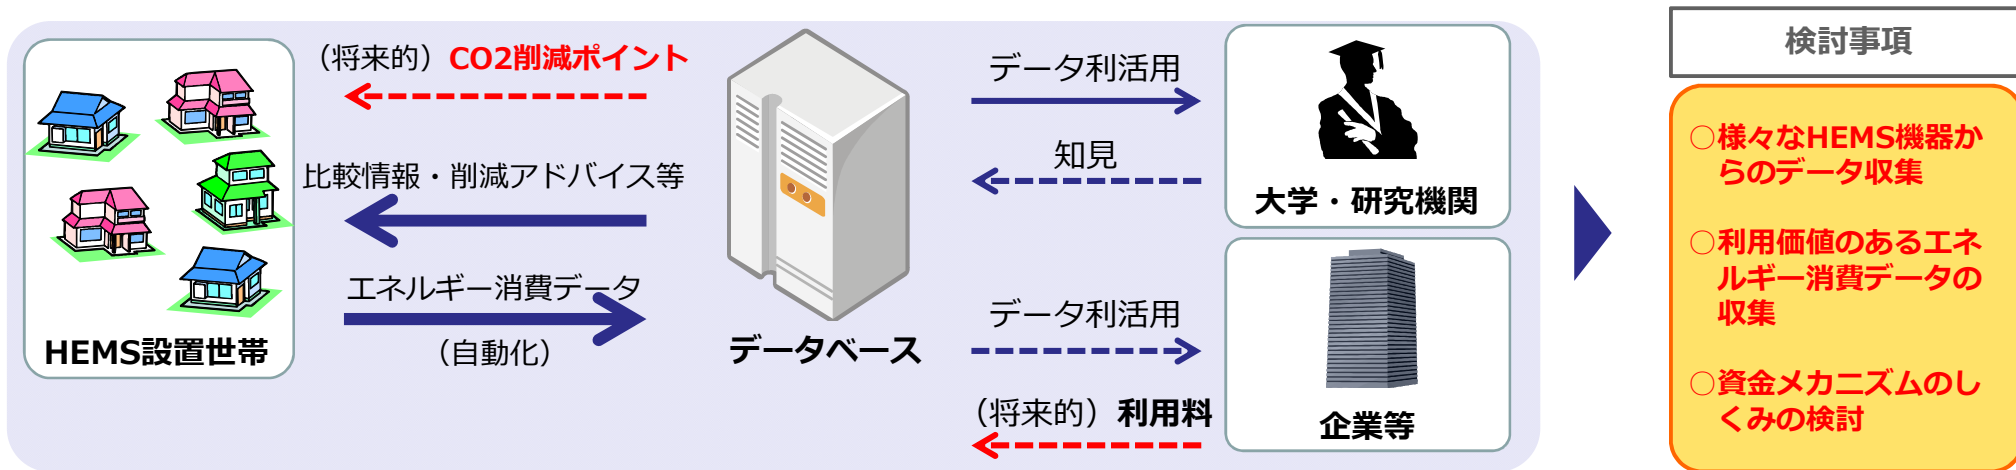 （将来的）CO2削減ポイント
比較情報・削減アドバイス等
エネルギー消費データ
（自動化）
HEMS設置世帯
データベース
データ利活用
知見
大学・研究機関
データ利活用
（将来的）利用料
企業等
検討事項
○様々なHEMS機器か
らのデータ収集
○利用価値のあるエネ
ルギー消費データの
収集
○資金メカニズムのし
くみの検討